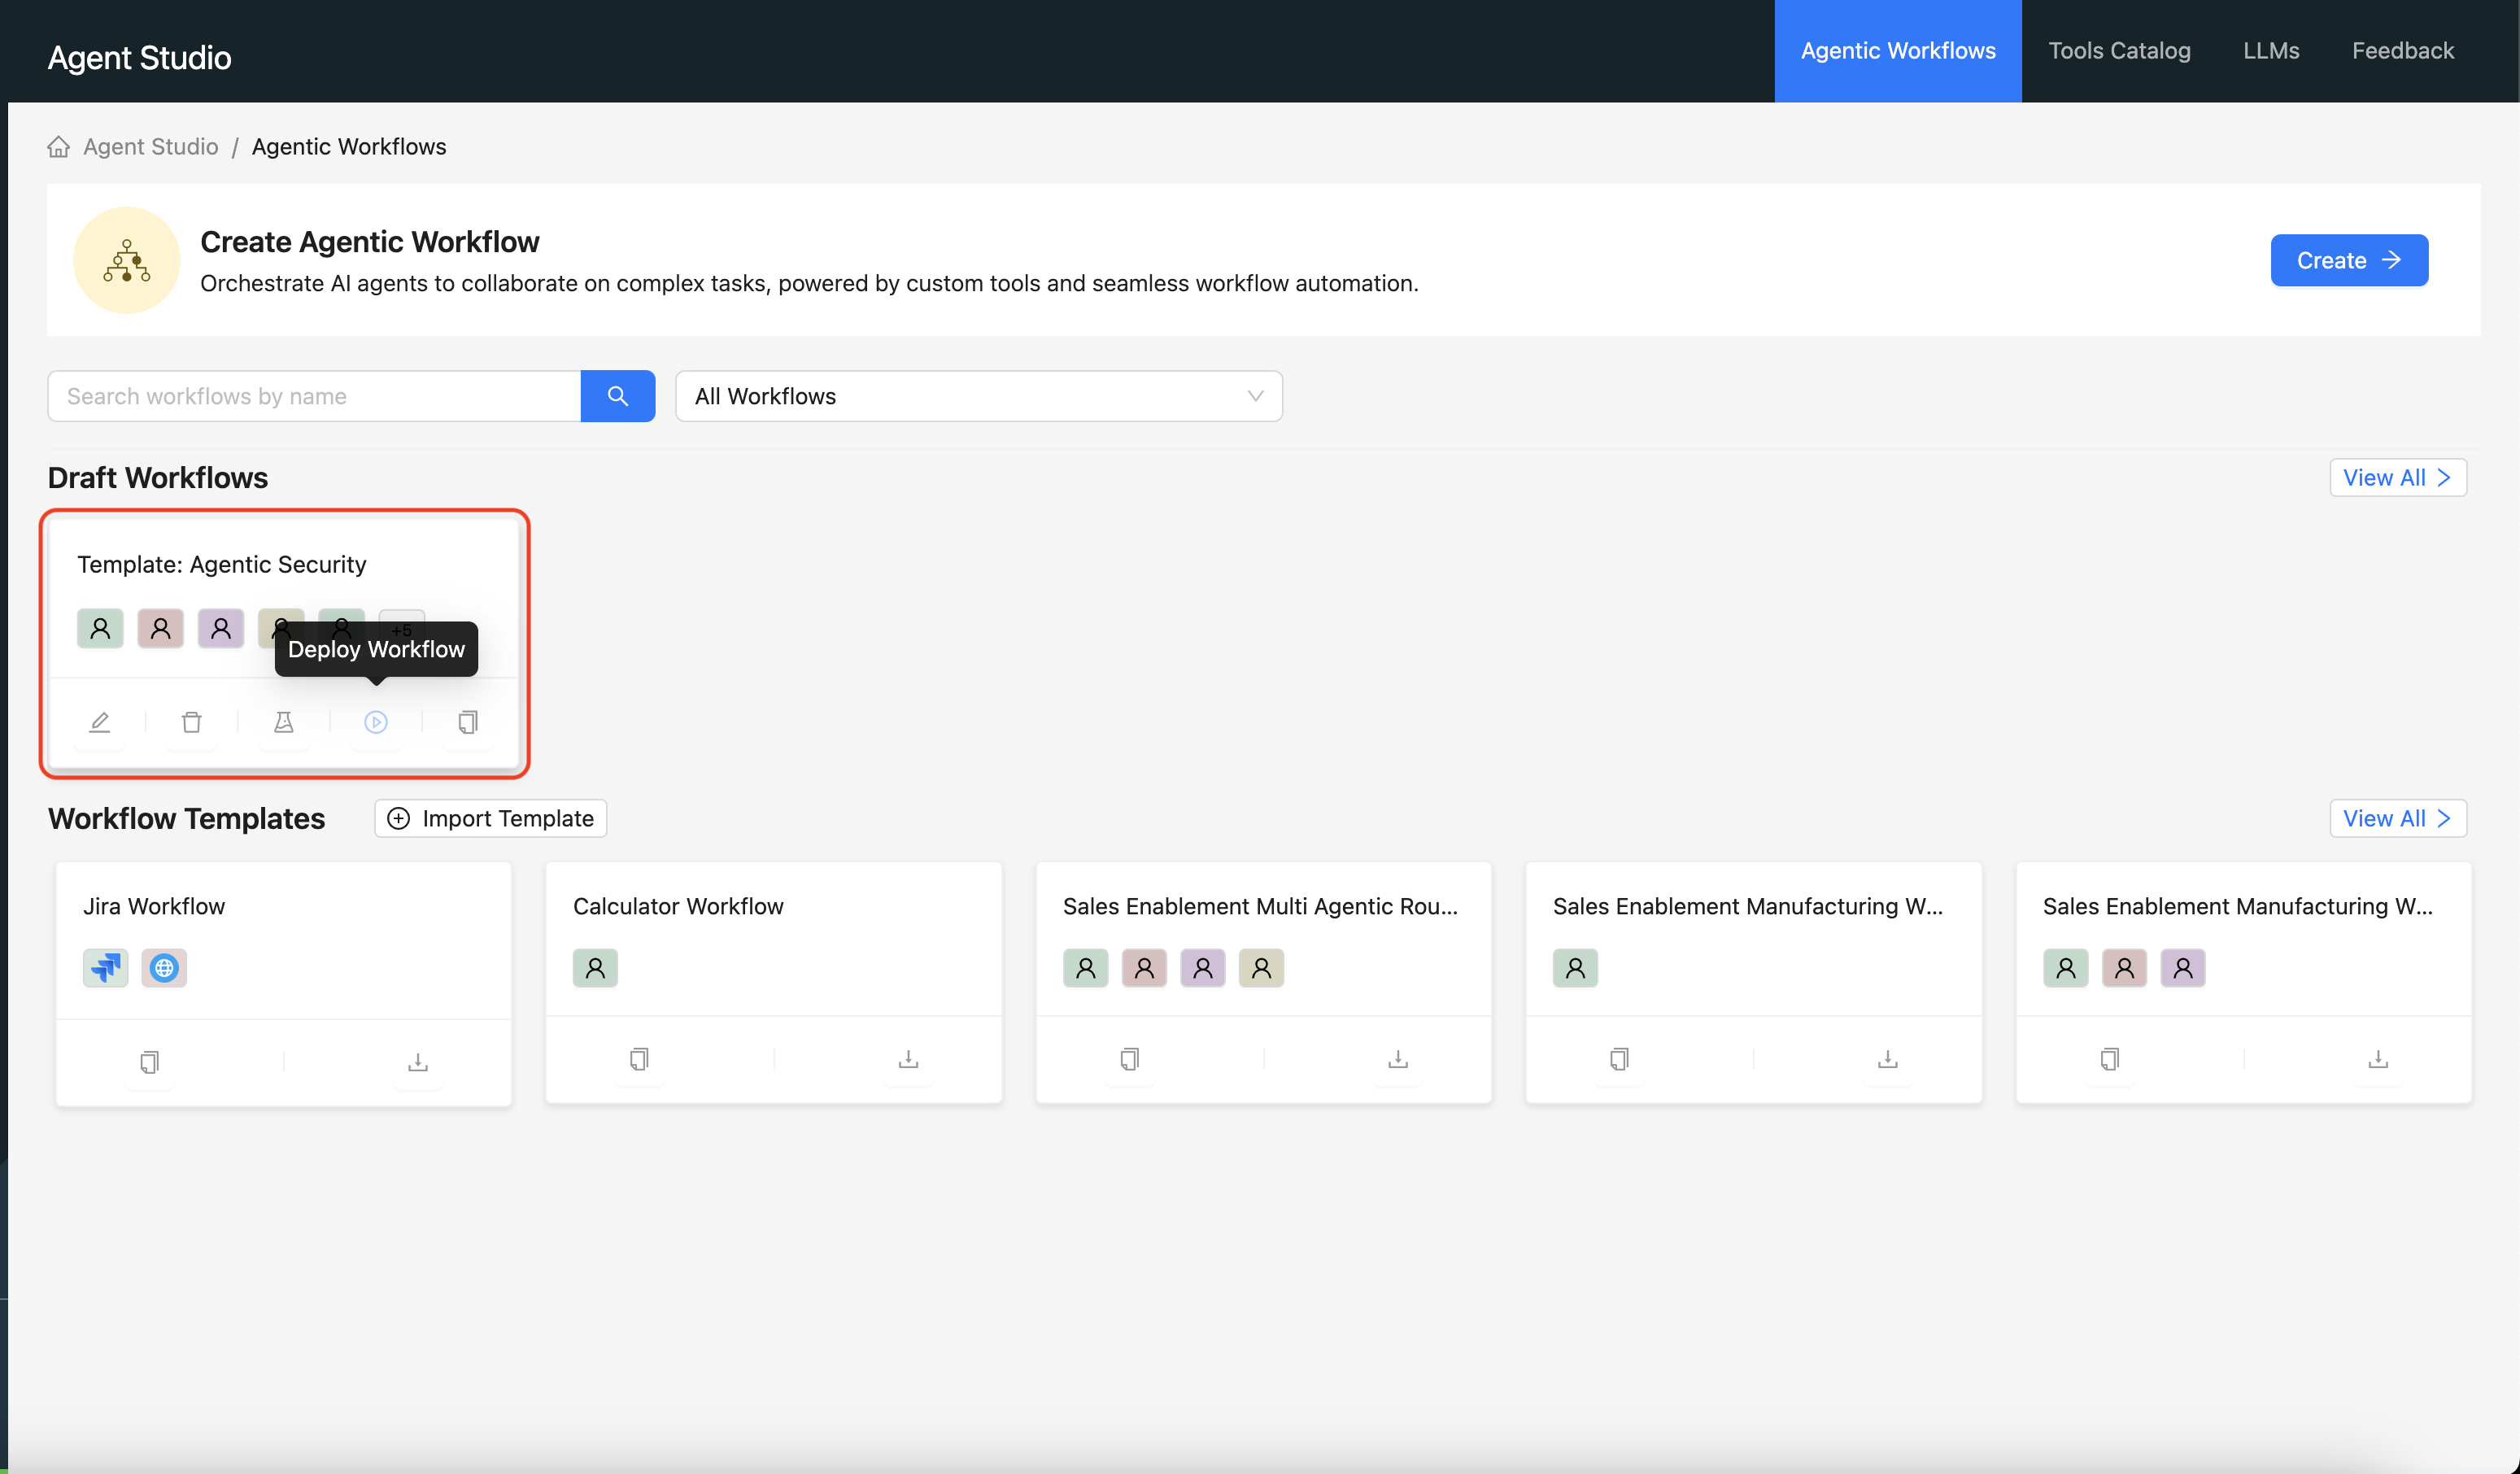 Agent Studio
Agentic Workflows
Tools Catalog
LLMs
Feedback
Agent Studio / Agentic Workflows
Create Agentic Workflow
Orchestrate AI agents to collaborate on complex tasks, powered by custom tools and seamless workflow automation.
Create
Search workflows by name
All Workflows
Draft Workflows
View All
Template: Agentic Security
+5
Deploy Workflow
Workflow Templates
Import Template
View All
Jira Workflow
Calculator Workflow
Sales Enablement Multi Agentic Rou...
Sales Enablement Manufacturing W...
Sales Enablement Manufacturing W...